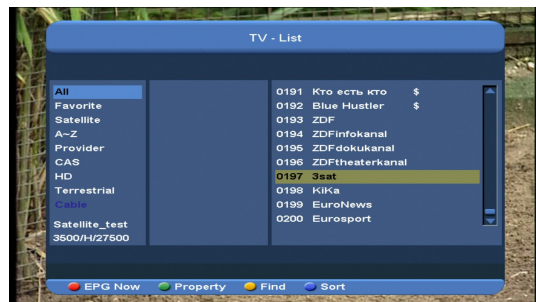 TV - List
All
Favorite
Satellite
A~Z
Provider
CAS
HD
Terrestrial
Cable
Satellite_test
3500/H/27500
0191 Кто есть кто $
0192 Blue Hustler $
0193 ZDF
0194 ZDFinfokanal
0195 ZDFdokukanal
0196 ZDFtheaterkanal
0197 3sat
0198 KiKa
0199 EuroNews
0200 Eurosport
EPG Now Property Find Sort